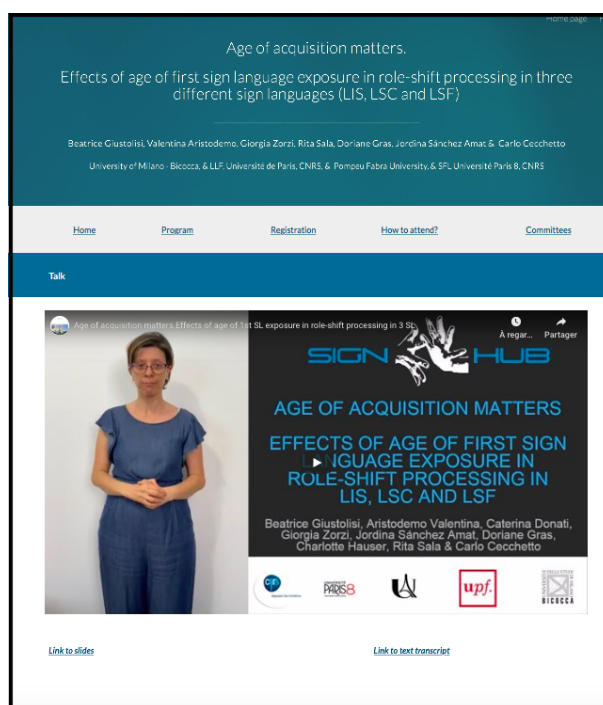 Home page
Age of acquisition matters.
Effects of age of first sign language exposure in role-shift processing in three
different sign languages (LIS, LSC and LSF)
Beatrice Giustolisi, Valentina Aristodemo, Giorgia Zorzi, Rita Sala, Doriane Gras, Jordina Sánchez Amat & Carlo Cecchetto
University of Milano - Bicocca, & LLF, Université de Paris, CNRS, & Pompeu Fabra University, & SFL Université Paris 8, CNRS
Home Program Registration How to attend? Committees
Talk
Age of acquisition matters Effects of age of 1st SL exposure in role-shift processing in 3 SL
À regar... Partager
SIGN HUB
AGE OF ACQUISITION MATTERS
EFFECTS OF AGE OF FIRST SIGN
LANGUAGE EXPOSURE IN
ROLE-SHIFT PROCESSING IN
LIS, LSC AND LSF
Beatrice Giustolisi, Aristodemo Valentina, Caterina Donati,
Giorgia Zorzi, Jordina Sánchez Amat, Doriane Gras,
Charlotte Hauser, Rita Sala & Carlo Cecchetto
PARIS8 upf. BICOCCA
Link to slides Link to text transcript